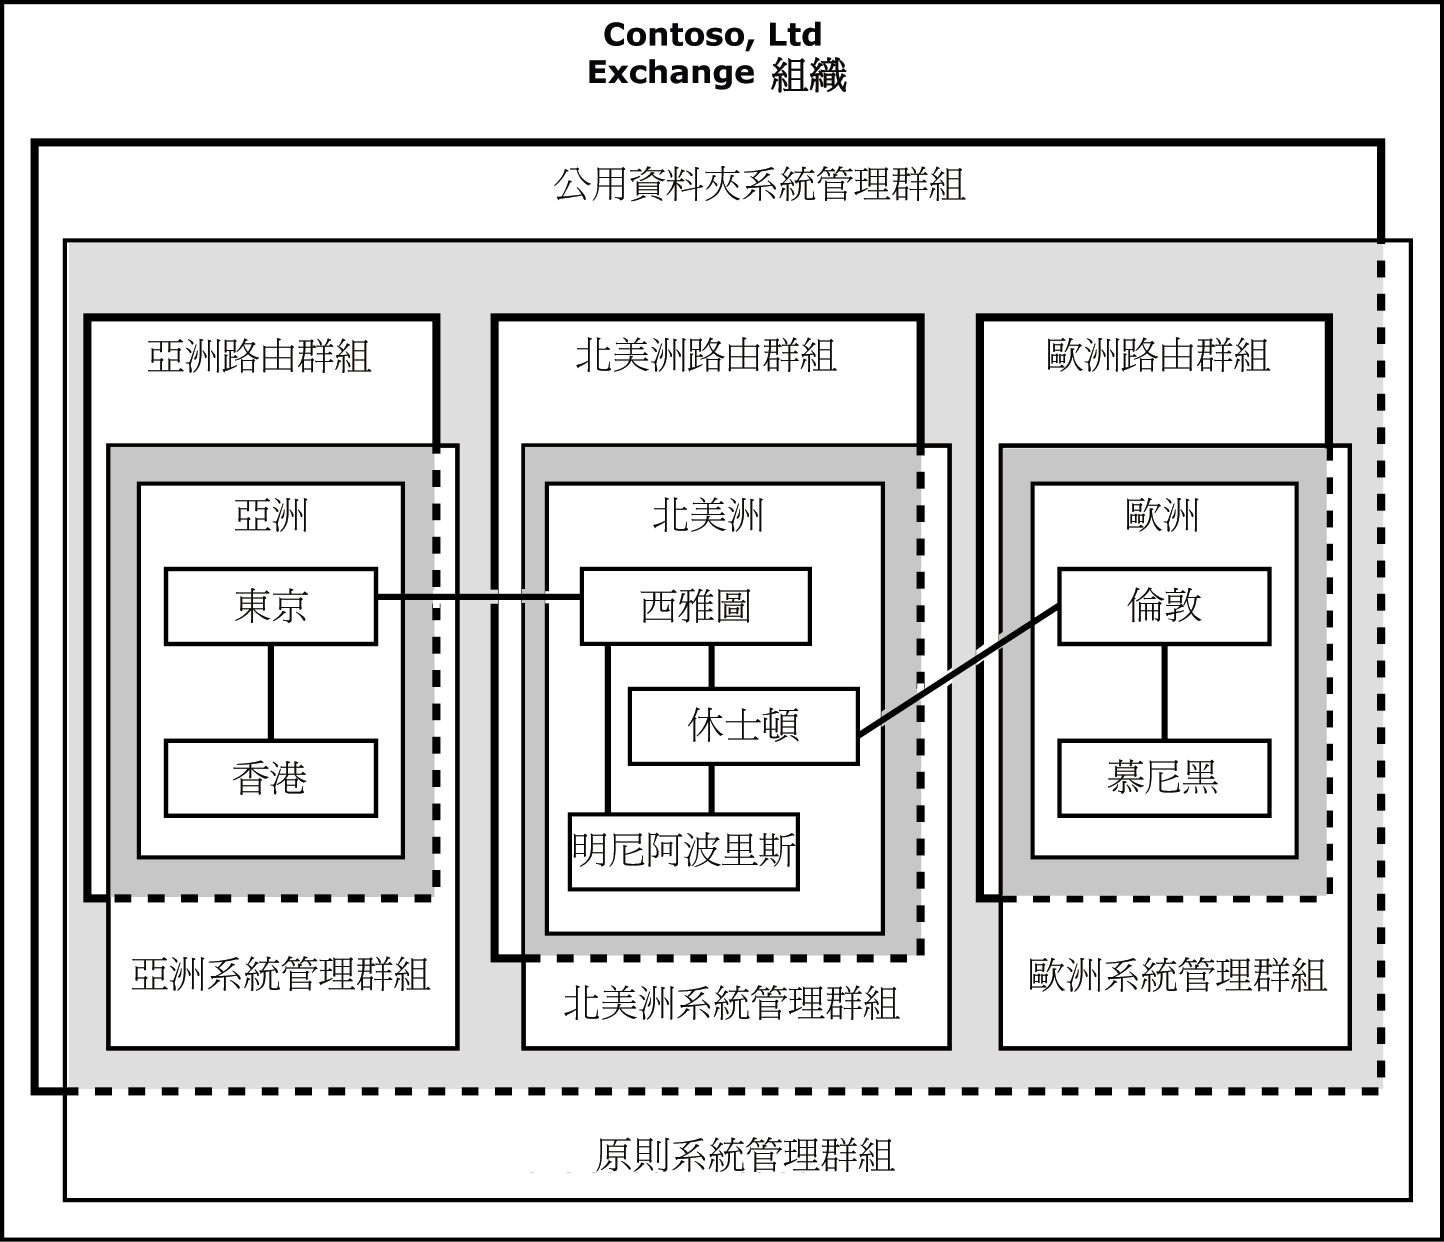 Contoso, Ltd
Exchange 組織
公用資料夾系統管理群組
亞洲路由群組
北美洲路由群組
歐洲路由群組
亞洲
北美洲
歐洲
東京
西雅圖
倫敦
休士頓
香港
慕尼黑
明尼阿波里斯
亞洲系統管理群組
北美洲系統管理群組
歐洲系統管理群組
原則系統管理群組